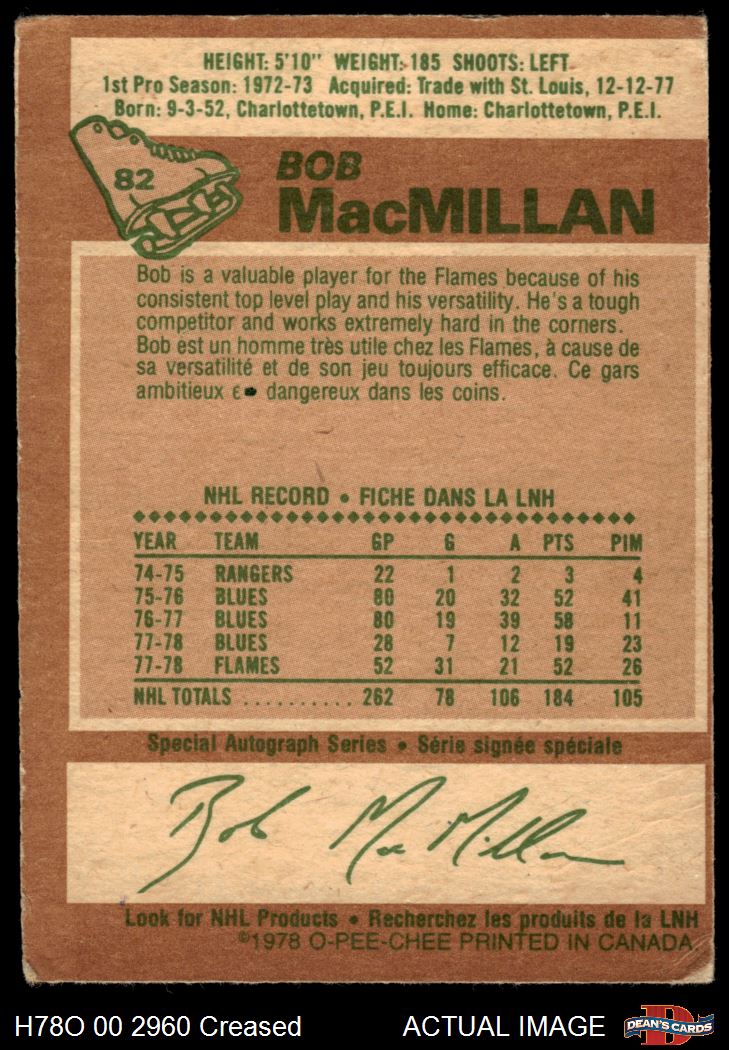 HEIGHT: 5'10" WEIGHT: 185 SHOOTS: LEFT
1st Pro Season: 1972-73 Acquired: Trade with St. Louis, 12-12-77
Born: 9-3-52, Charlottetown, P.E.I. Home: Charlottetown, P.E.I.
82
BOB
MacMILLAN
Bob is a valuable player for the Flames because of his
consistent top level play and his versatility. He's a tough
competitor and works extremely hard in the corners.
Bob est un homme très utile chez les Flames, à cause de
sa versatilité et de son jeu toujours efficace. Ce gars
ambitieux dangereux dans les coins.
NHL RECORD • FICHE DANS LA LNH
YEAR TEAM GP G A PTS PIM
74-75 RANGERS 22 1 2 3 4
75-76 BLUES 80 20 32 52 41
76-77 BLUES 80 19 39 58 11
77-78 BLUES 28 7 12 19 23
77-78 FLAMES 52 31 21 52 26
NHL TOTALS .......... 262 78 106 184 105
Special Autograph Series • Série signée spéciale
Bob MacMillan
Look for NHL Products • Recherchez les produits de la LNH
©1978 O-PEE-CHEE PRINTED IN CANADA
H78O 00 2960 Creased ACTUAL IMAGE
D
DEAN'S CARDS